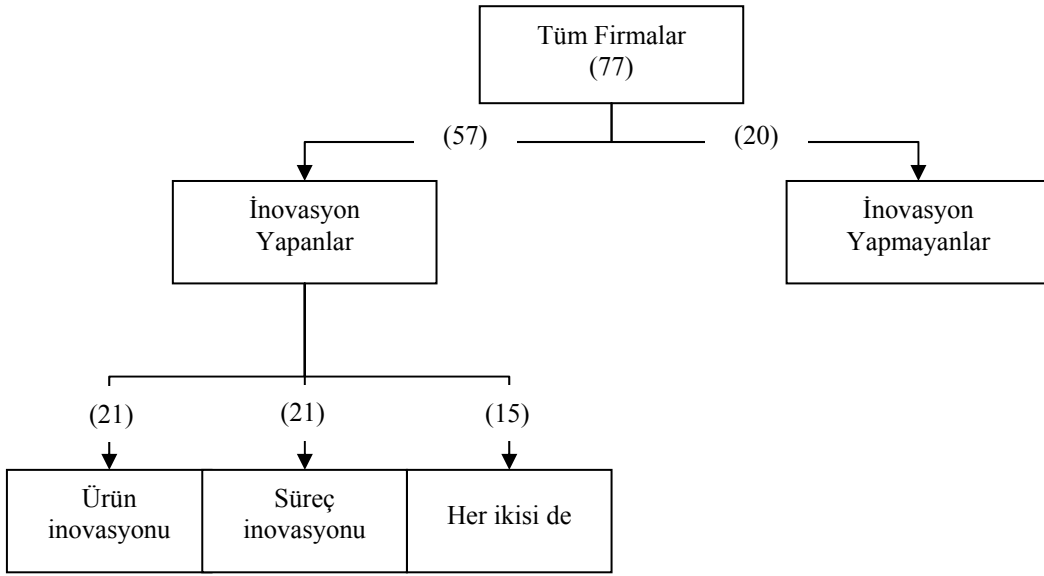 Tüm Firmalar
(77)
(57)
(20)
İnovasyon
Yapanlar
İnovasyon
Yapmayanlar
(21)
(21)
(15)
Ürün
inovasyonu
Süreç
inovasyonu
Her ikisi de